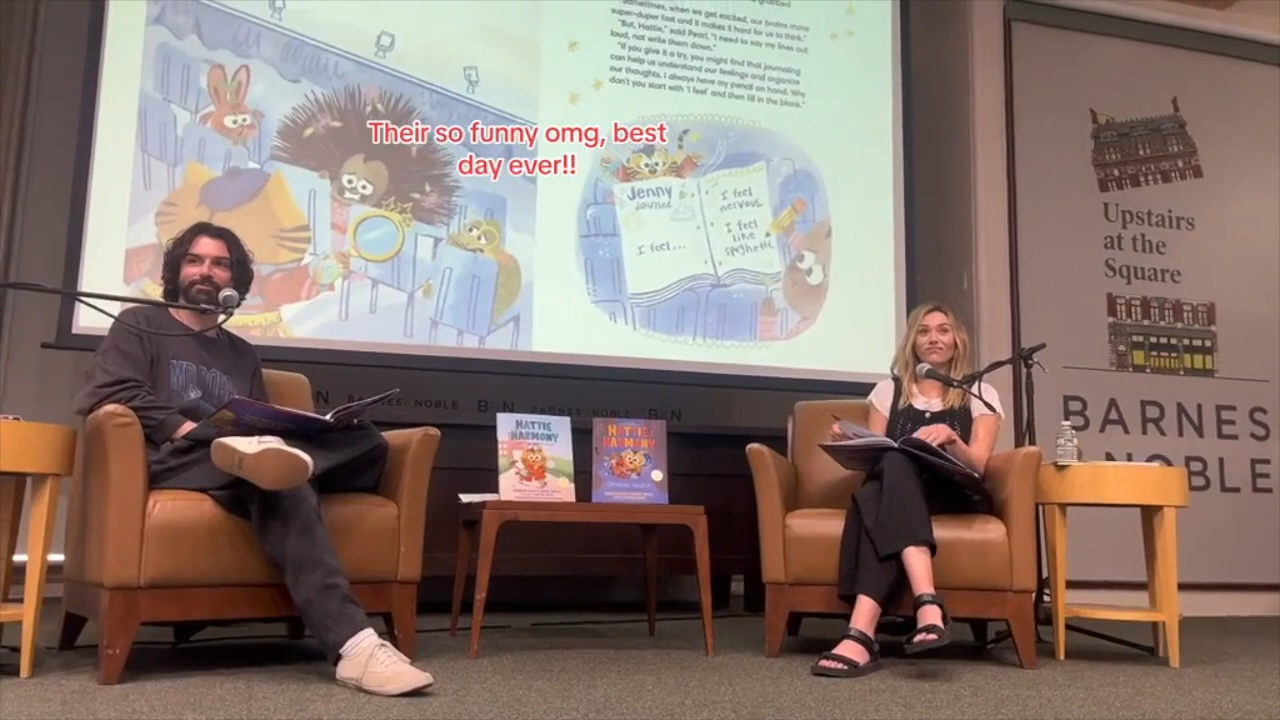 Sometimes, when we get excited, our brains move
super-duper fast and it makes it hard for us to think."
"But, Hattie," said Pearl, "I need to say my lines out
loud, not write them down."
"If you give it a try, you might find that journaling
can help us understand our feelings and organize
our thoughts. I always have my pencil on hand. Why
don't you start with 'I feel' and then fill in the blank."
Their so funny omg, best
day ever!!
Jenny
Journal
I feel...
I feel
nervous.
I feel
like
spaghetti.
Upstairs
at the
Square
BARNES
NOBLE
N BARNES & NOBLE B&N BARNES & NOBLE B&N
HATTIE
HARMONY
HATTIE
HARMONY